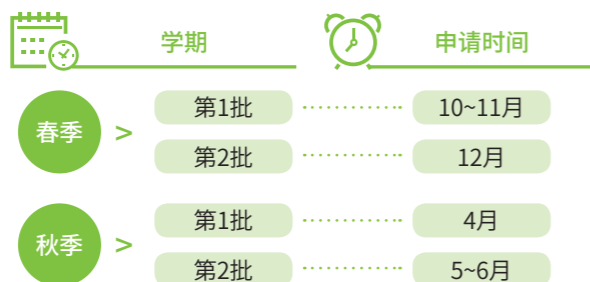 学期 申请时间
春季 > 第1批 10~11月
第2批 12月
秋季 > 第1批 4月
第2批 5~6月